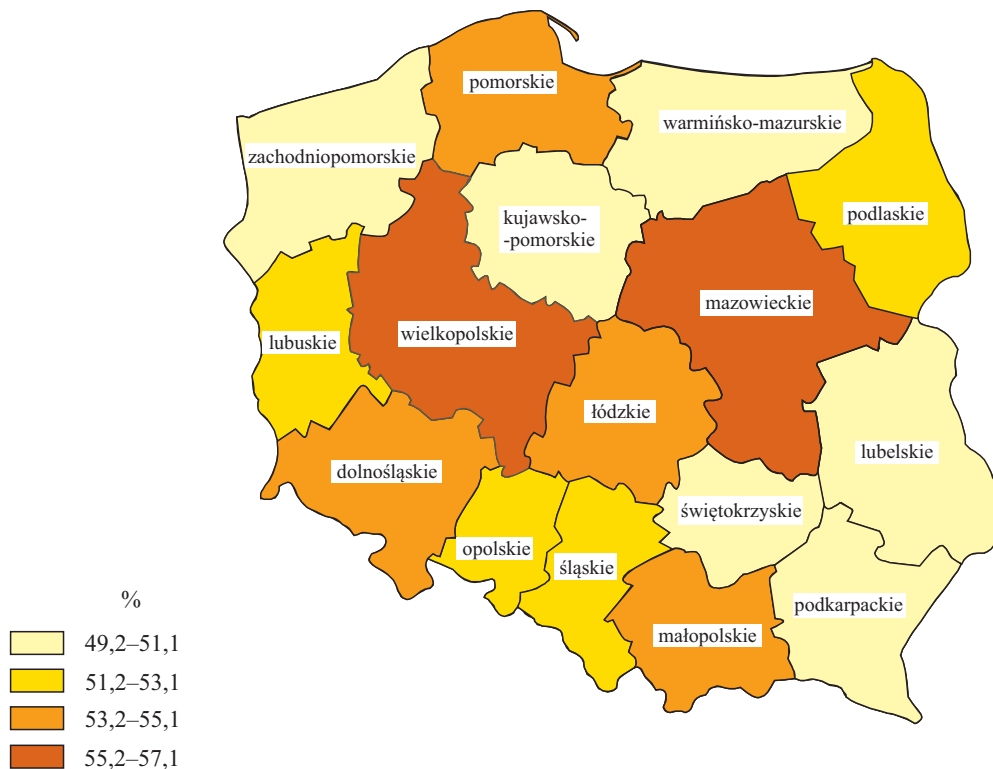 pomorskie
warmińsko-mazurskie
zachodniopomorskie
podlaskie
kujawsko-
-pomorskie
mazowieckie
wielkopolskie
lubuskie
łódzkie
lubelskie
dolnośląskie
świętokrzyskie
opolskie
śląskie
podkarpackie
małopolskie
%
49,2–51,1
51,2–53,1
53,2–55,1
55,2–57,1